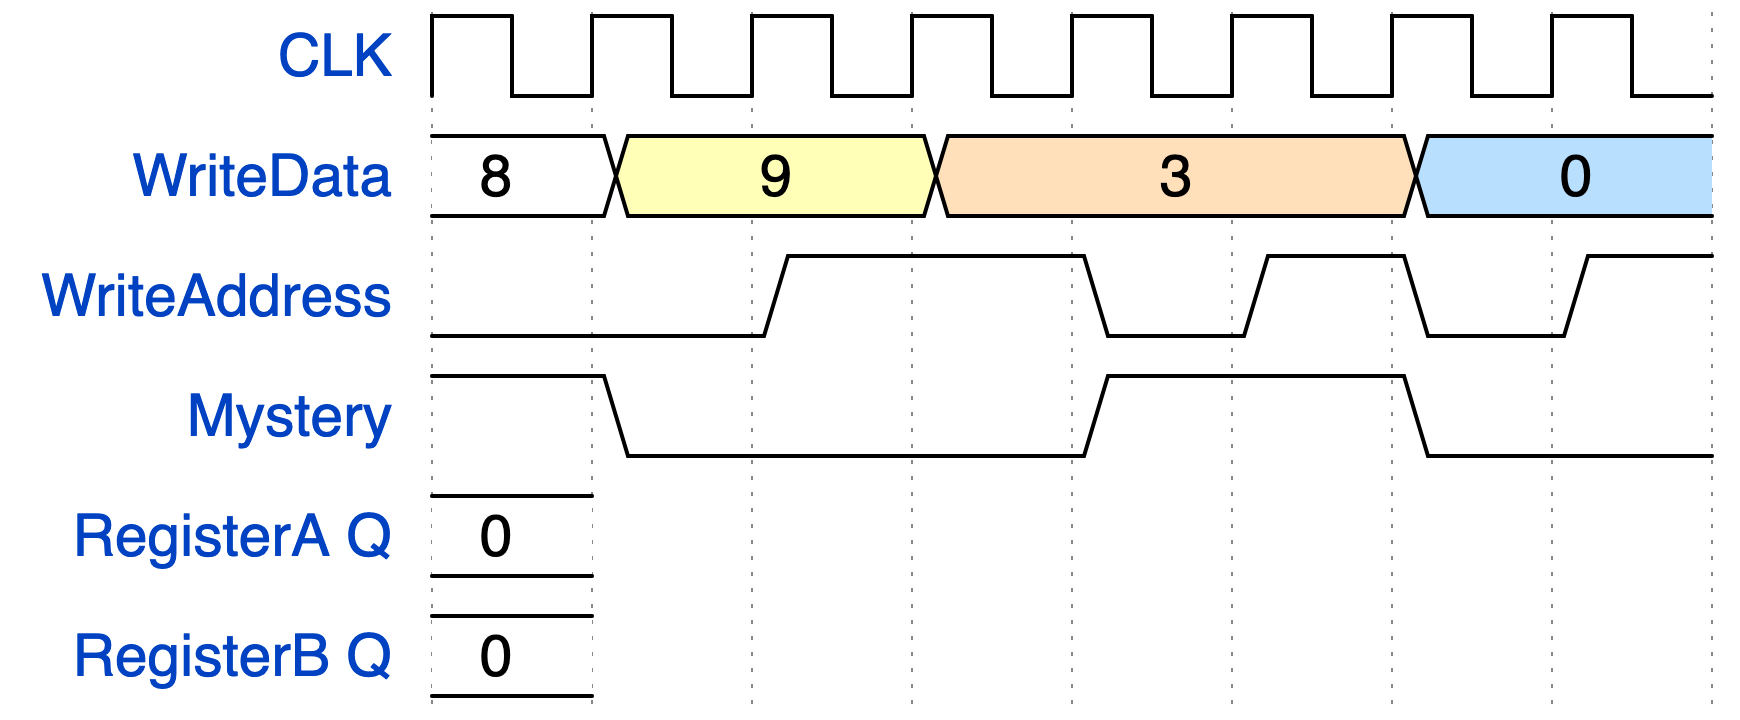 CLK
WriteData 8 9 3 0
WriteAddress
Mystery
RegisterA Q 0
RegisterB Q 0